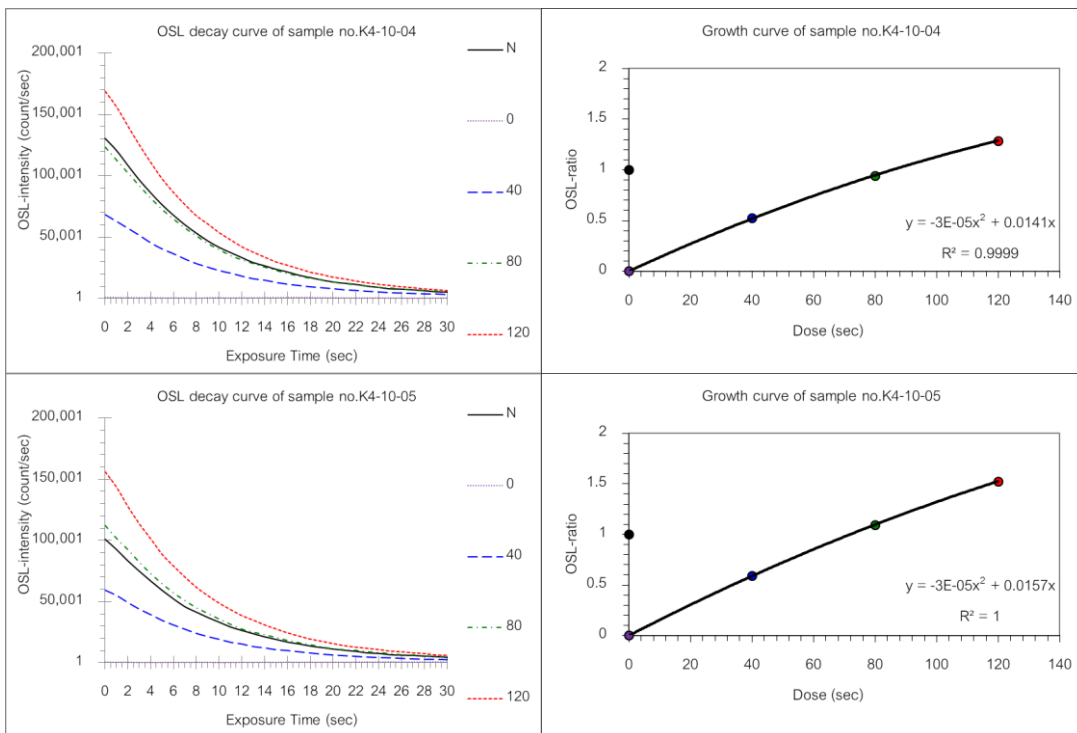 OSL decay curve of sample no.K4-10-04
OSL-intensity (count/sec)
200,001
150,001
100,001
50,001
1
0 2 4 6 8 10 12 14 16 18 20 22 24 26 28 30
Exposure Time (sec)
N
0
40
80
120
Growth curve of sample no.K4-10-04
OSL-ratio
2
1.5
1
0.5
0
y = -3E-05x² + 0.0141x
R² = 0.9999
0 20 40 60 80 100 120 140
Dose (sec)
OSL decay curve of sample no.K4-10-05
OSL-intensity (count/sec)
200,001
150,001
100,001
50,001
1
0 2 4 6 8 10 12 14 16 18 20 22 24 26 28 30
Exposure Time (sec)
N
0
40
80
120
Growth curve of sample no.K4-10-05
OSL-ratio
2
1.5
1
0.5
0
y = -3E-05x² + 0.0157x
R² = 1
0 20 40 60 80 100 120 140
Dose (sec)